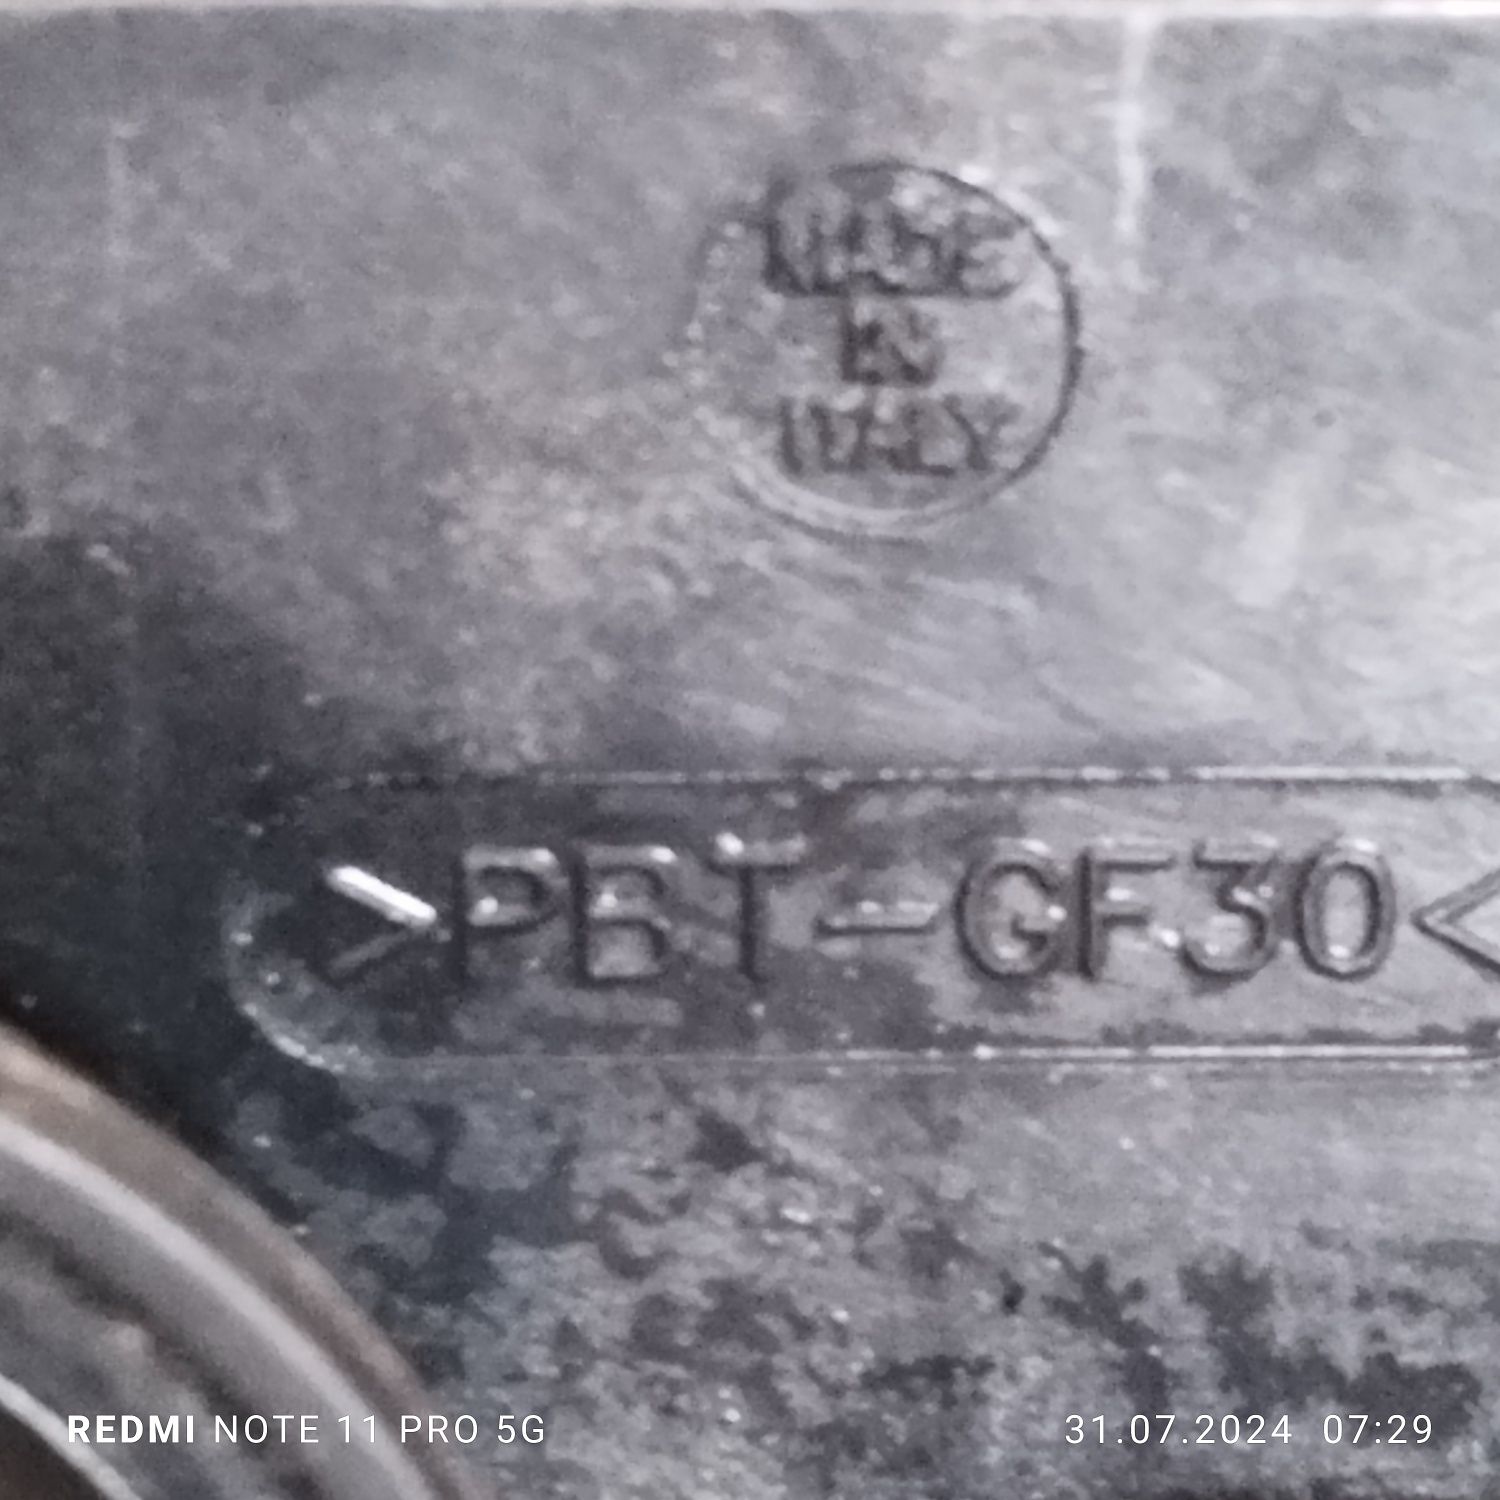 MADE
IN
ITALY
>PBT-GF30<
REDMI NOTE 11 PRO 5G
31.07.2024 07:29